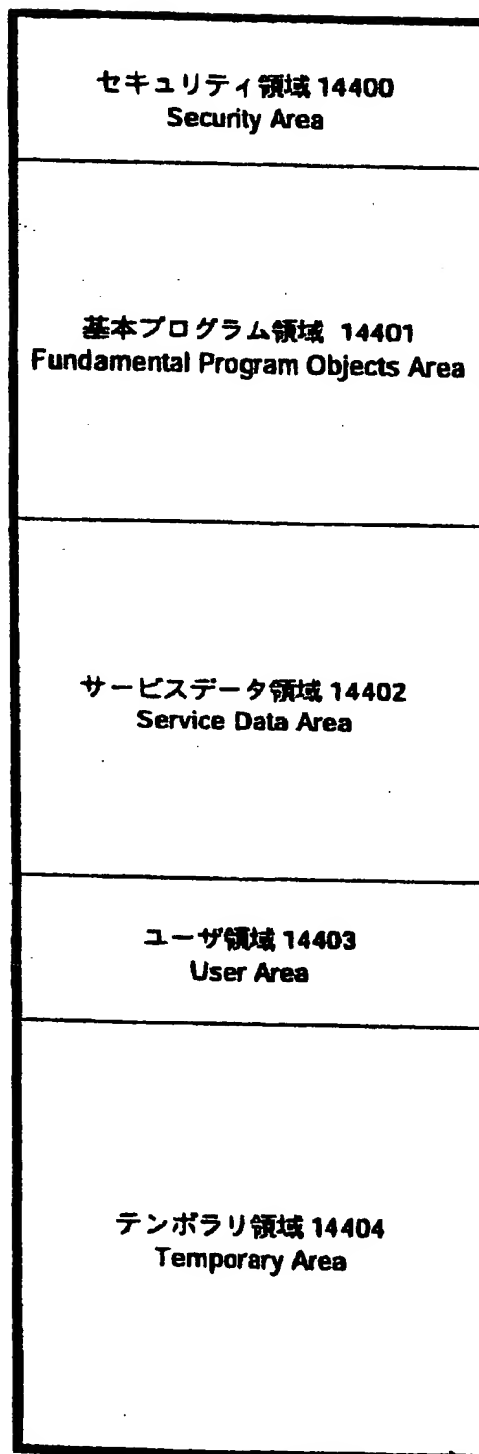 セキュリティ領域 14400
Security Area
基本プログラム領域 14401
Fundamental Program Objects Area
サービスデータ領域 14402
Service Data Area
ユーザ領域 14403
User Area
テンポラリ領域 14404
Temporary Area